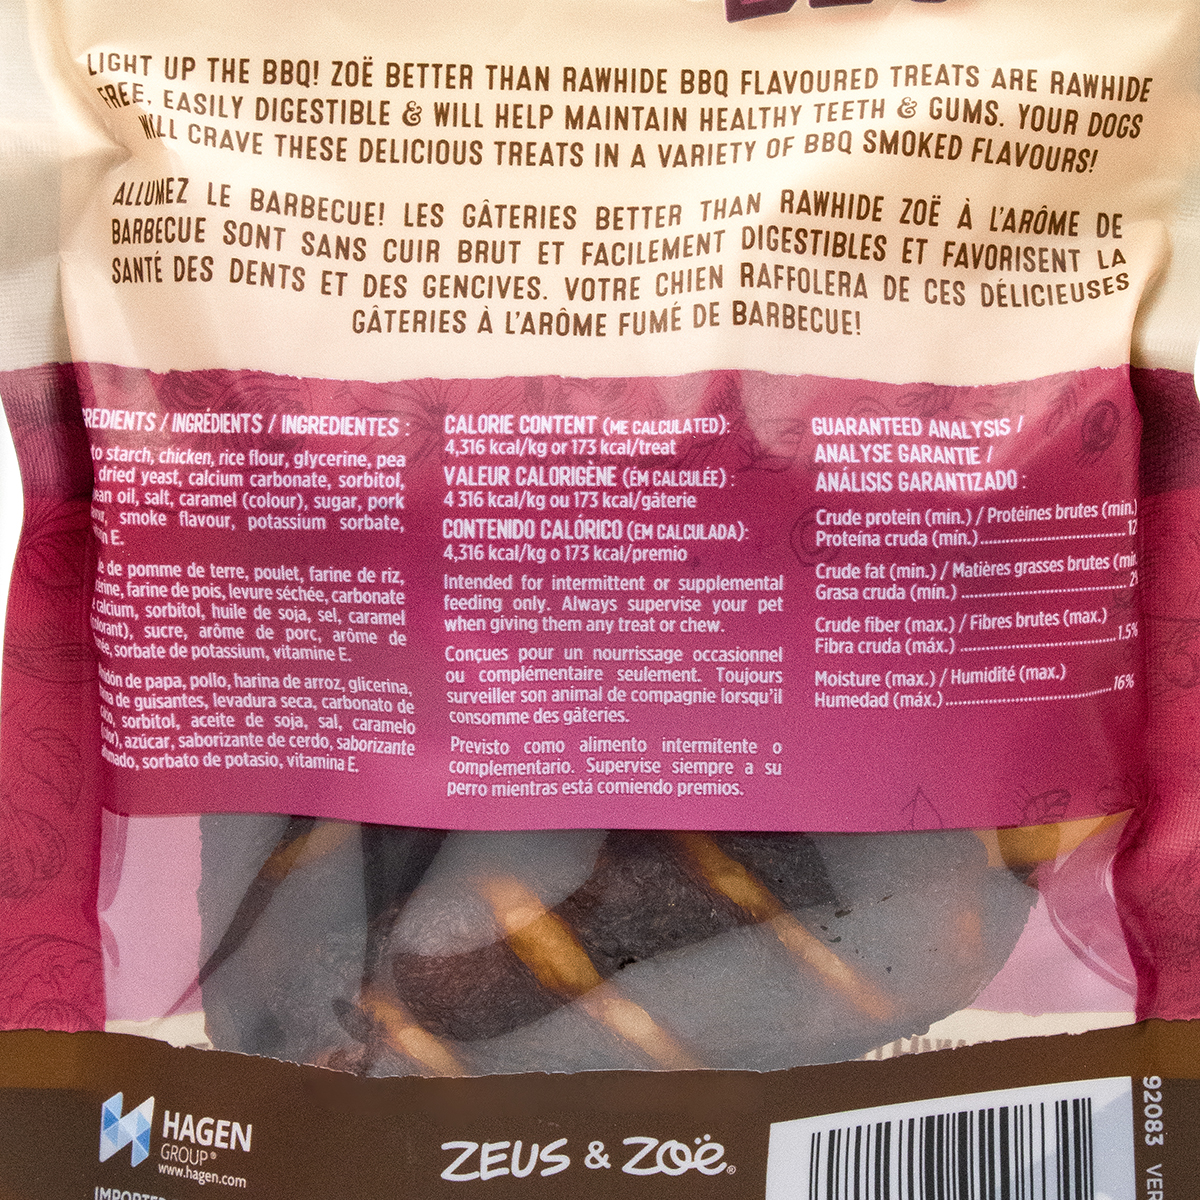 LIGHT UP THE BBQ! ZOË BETTER THAN RAWHIDE BBQ FLAVOURED TREATS ARE RAWHIDE
FREE, EASILY DIGESTIBLE & WILL HELP MAINTAIN HEALTHY TEETH & GUMS. YOUR DOGS
WILL CRAVE THESE DELICIOUS TREATS IN A VARIETY OF BBQ SMOKED FLAVOURS!
ALLUMEZ LE BARBECUE! LES GÂTERIES BETTER THAN RAWHIDE ZOË À L'ARÔME DE
BARBECUE SONT SANS CUIR BRUT ET FACILEMENT DIGESTIBLES ET FAVORISENT LA
SANTÉ DES DENTS ET DES GENCIVES. VOTRE CHIEN RAFFOLERA DE CES DÉLICIEUSES
GÂTERIES À L'ARÔME FUMÉ DE BARBECUE!
/ INGRÉDIENTS / INGREDIENTES :
starch, chicken, rice flour, glycerine, pea
dried yeast, calcium carbonate, sorbitol,
oil, salt, caramel (colour), sugar, pork
smoke flavour, potassium sorbate,
E.
de pomme de terre, poulet, farine de riz,
farine de pois, levure séchée, carbonate
calcium, sorbitol, huile de soja, sel, caramel
sucre, arôme de porc, arôme de
sorbate de potassium, vitamine E.
de papa, pollo, harina de arroz, glicerina,
de guisantes, levadura seca, carbonato de
sorbitol, aceite de soja, sal, caramelo
azúcar, saborizante de cerdo, saborizante
sorbato de potasio, vitamina E.
CALORIE CONTENT (ME CALCULATED):
4,316 kcal/kg or 173 kcal/treat
VALEUR CALORIGÈNE (ÉM CALCULÉE) :
4 316 kcal/kg ou 173 kcal/gâterie
CONTENIDO CALÓRICO (EM CALCULADA):
4,316 kcal/kg o 173 kcal/premio
Intended for intermittent or supplemental
feeding only. Always supervise your pet
when giving them any treat or chew.
Conçues pour un nourrissage occasionnel
ou complémentaire seulement. Toujours
surveiller son animal de compagnie lorsqu'il
consomme des gâteries.
Previsto como alimento intermitente o
complementario. Supervise siempre a su
perro mientras está comiendo premios.
GUARANTEED ANALYSIS /
ANALYSE GARANTIE /
ANÁLISIS GARANTIZADO :
Crude protein (min.) / Protéines brutes (min.)
Proteína cruda (mín.)
Crude fat (min.) / Matières grasses brutes
Grasa cruda (mín.)
Crude fiber (max.) / Fibres brutes (max.)
Fibra cruda (máx.) 1.5%
Moisture (max.) / Humidité (max.)
Humedad (máx.) 16%
HAGEN
GROUP®
www.hagen.com
ZEUS & ZOË®
92083